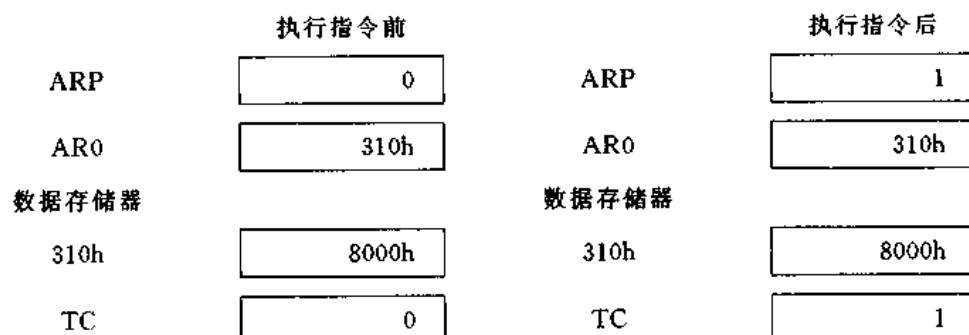 执行指令前 执行指令后
ARP 0 ARP 1
AR0 310h AR0 310h
数据存储器 数据存储器
310h 8000h 310h 8000h
TC 0 TC 1